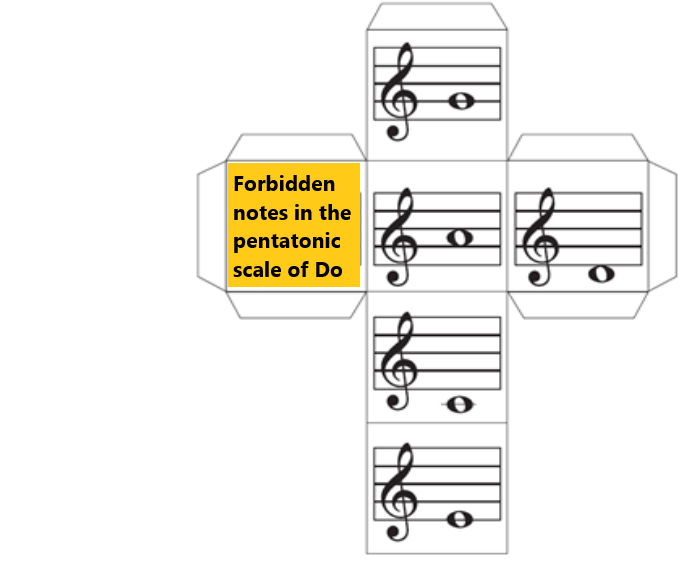 Forbidden
notes in the
pentatonic
scale of Do